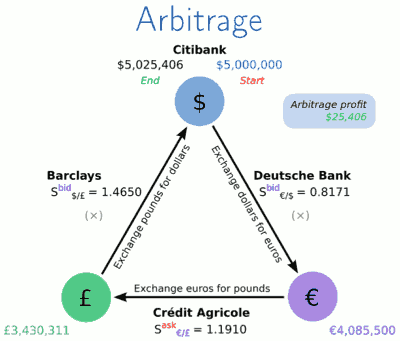 Arbitrage
Citibank
$5,025,406 $5,000,000
End Start
$
Arbitrage profit
$25,406
Barclays
S^bid $/£ = 1.4650
(×)
Exchange pounds for dollars
Exchange dollars for euros
Deutsche Bank
S^bid €/$ = 0.8171
(×)
Exchange euros for pounds
£
€
Crédit Agricole
S^ask €/£ = 1.1910
£3,430,311
€4,085,500